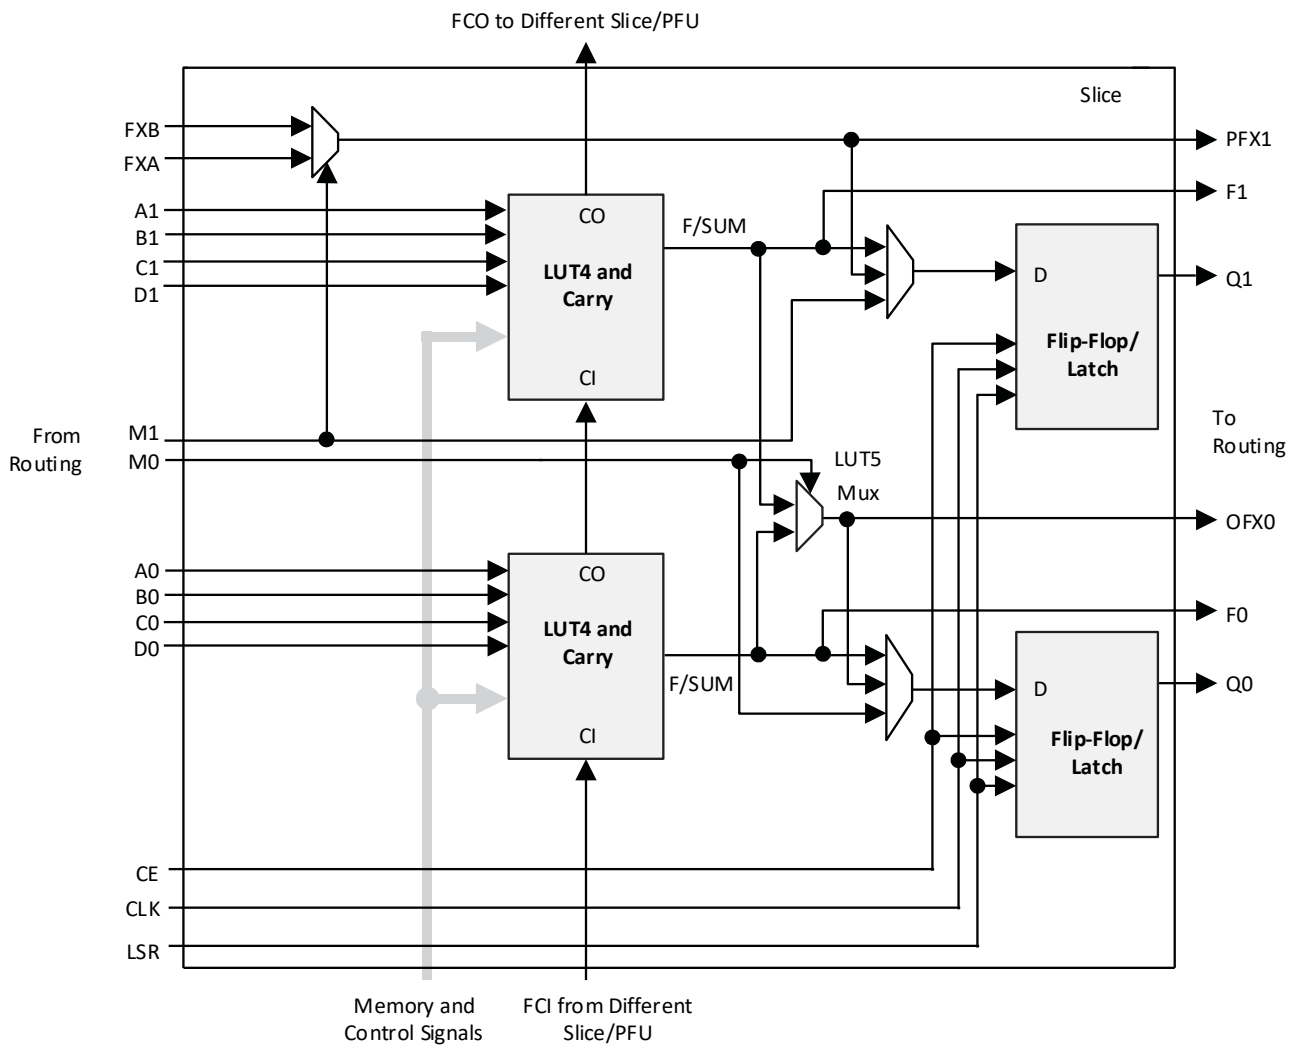 FCO to Different Slice/PFU
Slice
FXB
FXA
PFX1
F1
A1
B1
C1
D1
CO
LUT4 and
Carry
CI
F/SUM
D
Flip-Flop/
Latch
Q1
From
Routing
M1
M0
LUT5
Mux
To
Routing
OFX0
A0
B0
C0
D0
CO
LUT4 and
Carry
CI
F/SUM
F0
D
Flip-Flop/
Latch
Q0
CE
CLK
LSR
Memory and
Control Signals
FCI from Different
Slice/PFU